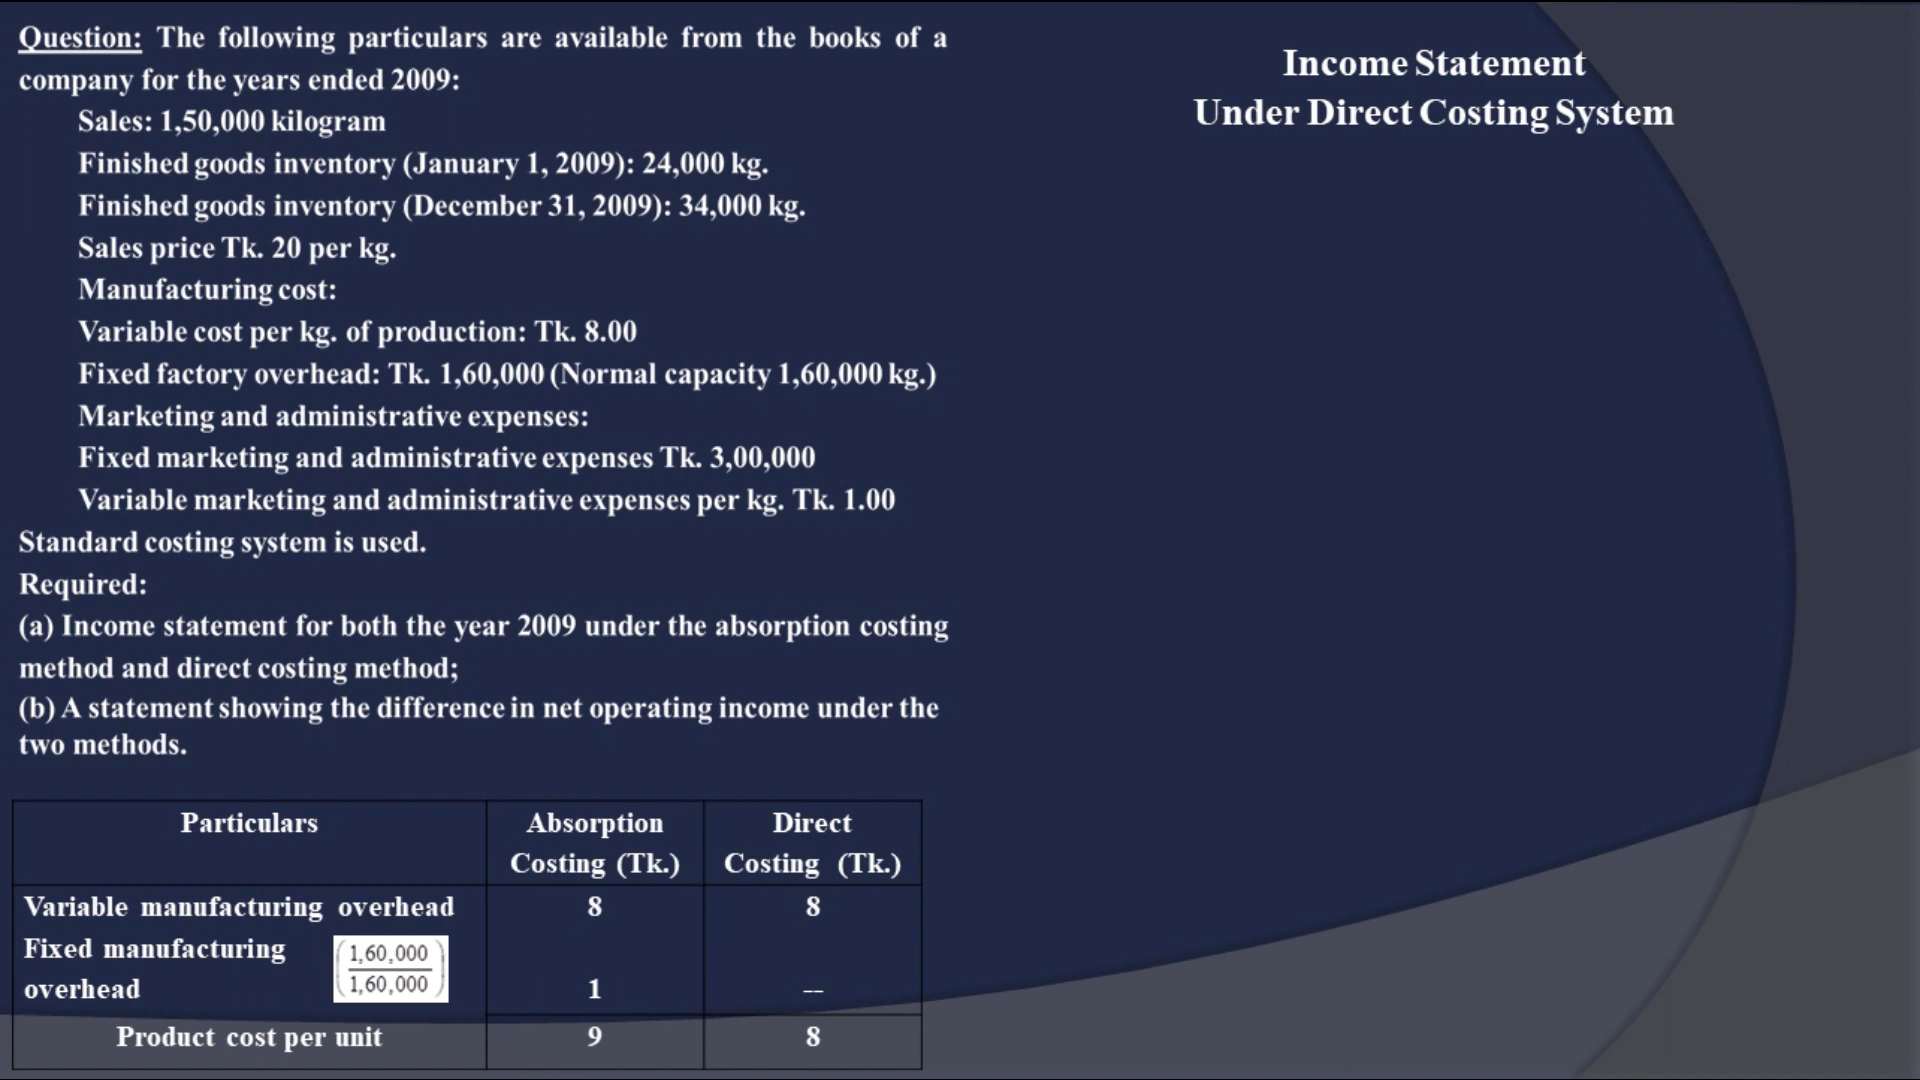 Question: The following particulars are available from the books of a
company for the years ended 2009:
Sales: 1,50,000 kilogram
Finished goods inventory (January 1, 2009): 24,000 kg.
Finished goods inventory (December 31, 2009): 34,000 kg.
Sales price Tk. 20 per kg.
Manufacturing cost:
Variable cost per kg. of production: Tk. 8.00
Fixed factory overhead: Tk. 1,60,000 (Normal capacity 1,60,000 kg.)
Marketing and administrative expenses:
Fixed marketing and administrative expenses Tk. 3,00,000
Variable marketing and administrative expenses per kg. Tk. 1.00
Standard costing system is used.
Required:
(a) Income statement for both the year 2009 under the absorption costing
method and direct costing method;
(b) A statement showing the difference in net operating income under the
two methods.
Particulars Absorption Costing (Tk.) Direct Costing (Tk.)
Variable manufacturing overhead 8 8
Fixed manufacturing overhead (1,60,000 / 1,60,000) 1 --
Product cost per unit 9 8
Income Statement
Under Direct Costing System